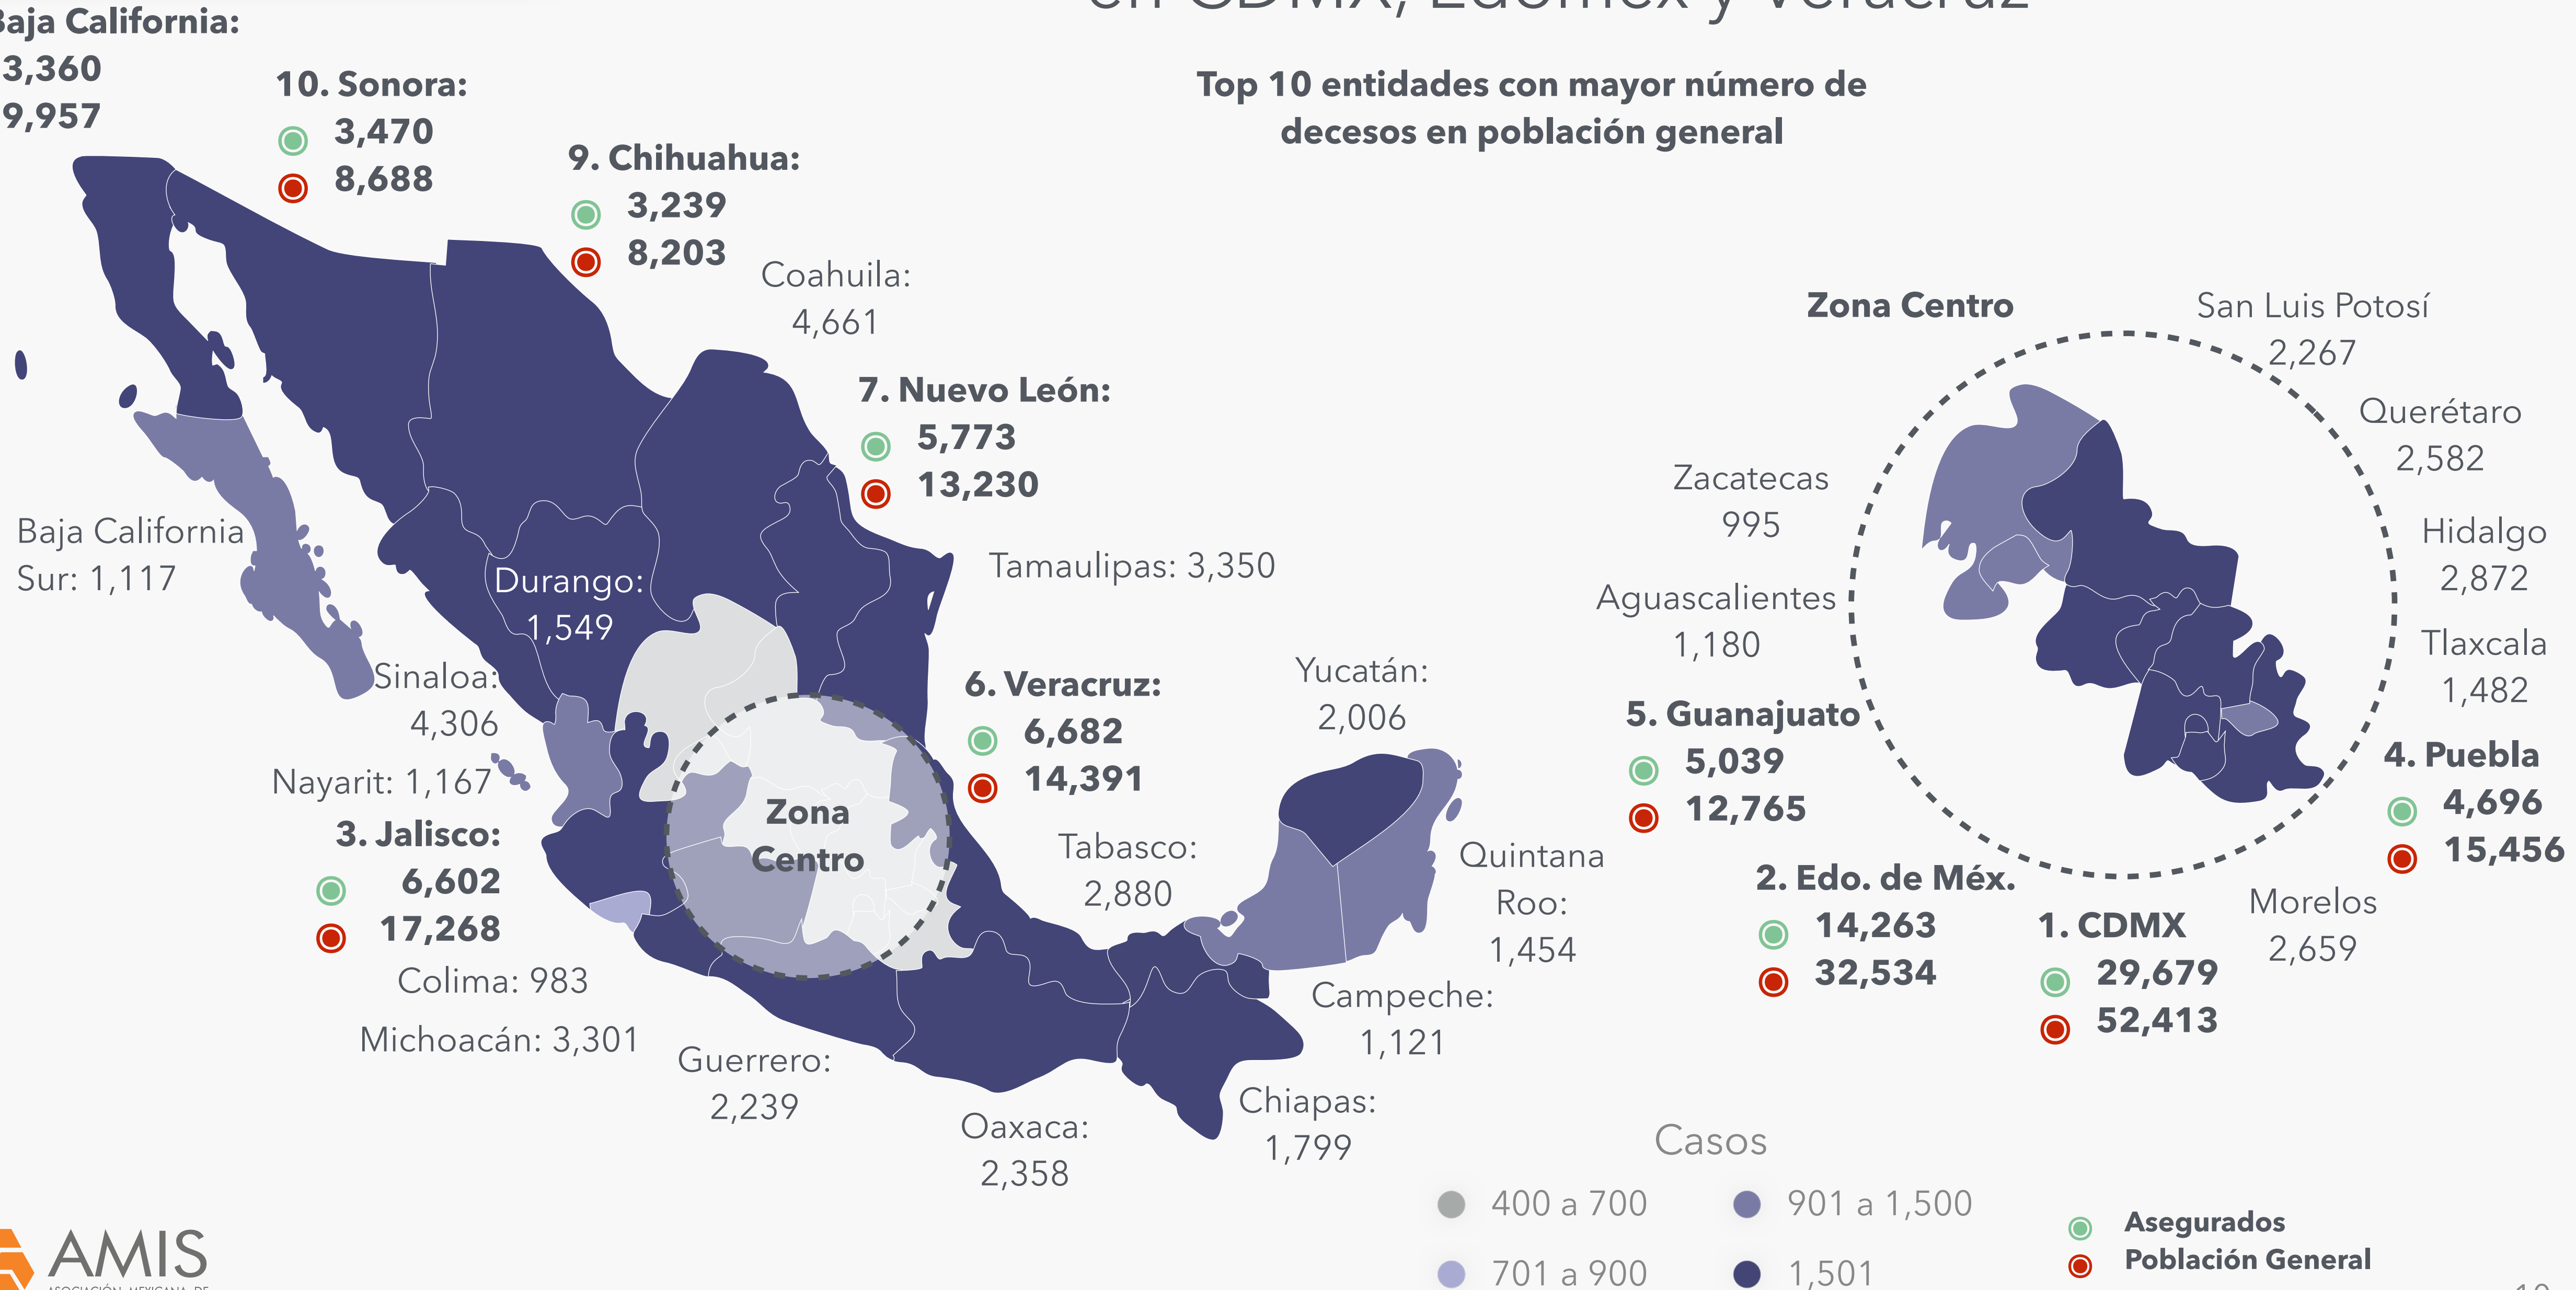 en CDMX, Edomex y Veracruz
Top 10 entidades con mayor número de
decesos en población general
Baja California:
3,360
9,957
10. Sonora:
3,470
8,688
9. Chihuahua:
3,239
8,203
Coahuila:
4,661
7. Nuevo León:
5,773
13,230
Tamaulipas: 3,350
Baja California
Sur: 1,117
Durango:
1,549
Sinaloa:
4,306
Nayarit: 1,167
3. Jalisco:
6,602
17,268
Colima: 983
Michoacán: 3,301
Guerrero:
2,239
Oaxaca:
2,358
Zona
Centro
6. Veracruz:
6,682
14,391
Tabasco:
2,880
Yucatán:
2,006
Quintana
Roo:
1,454
Campeche:
1,121
Chiapas:
1,799
Zona Centro
San Luis Potosí
2,267
Querétaro
2,582
Hidalgo
2,872
Tlaxcala
1,482
4. Puebla
4,696
15,456
Morelos
2,659
1. CDMX
29,679
52,413
2. Edo. de Méx.
14,263
32,534
5. Guanajuato
5,039
12,765
Aguascalientes
1,180
Zacatecas
995
Casos
400 a 700
901 a 1,500
701 a 900
1,501
Asegurados
Población General
AMIS
ASOCIACIÓN MEXICANA DE